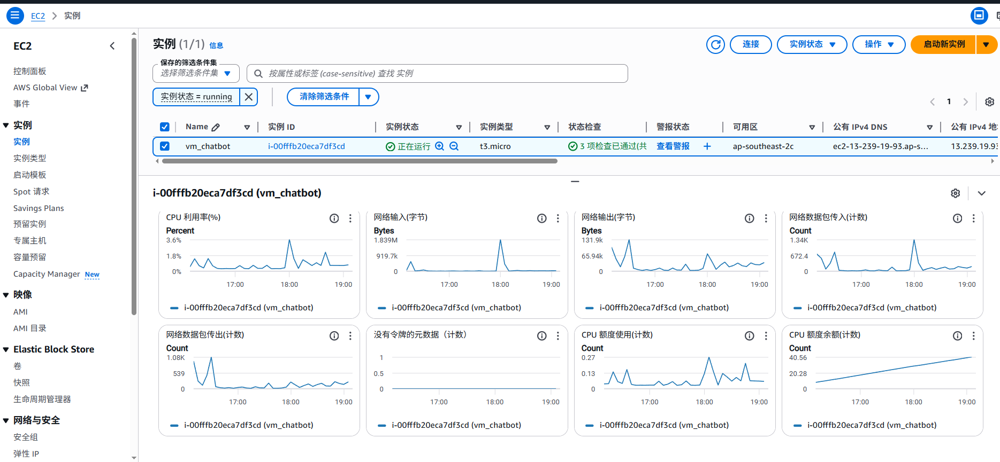 EC2
实例
EC2
控制面板
AWS Global View
事件
实例
实例
实例类型
启动模板
Spot 请求
Savings Plans
预留实例
专属主机
容量预留
Capacity Manager New
映像
AMI
AMI 目录
Elastic Block Store
卷
快照
生命周期管理器
网络与安全
安全组
弹性 IP
实例 (1/1) 信息
连接
实例状态
操作
启动新实例
保存的筛选条件集
选择筛选条件集
按属性或标签 (case-sensitive) 查找 实例
实例状态 = running
清除筛选条件
1
Name 实例 ID 实例状态 实例类型 状态检查 警报状态 可用区 公有 IPv4 DNS 公有 IPv4 地
vm_chatbot i-00fffb20eca7df3cd 正在运行 t3.micro 3 项检查已通过(共 查看警报 ap-southeast-2c ec2-13-239-19-93.ap-s... 13.239.19.93
i-00fffb20eca7df3cd (vm_chatbot)
CPU 利用率(%)
Percent
3.6%
1.8%
0%
17:00 18:00 19:00
i-00fffb20eca7df3cd (vm_chatbot)
网络输入(字节)
Bytes
1.839M
919.7k
0
17:00 18:00 19:00
i-00fffb20eca7df3cd (vm_chatbot)
网络输出(字节)
Bytes
131.9k
65.94k
0
17:00 18:00 19:00
i-00fffb20eca7df3cd (vm_chatbot)
网络数据包传入(计数)
Count
1.34K
672.4
0
17:00 18:00 19:00
i-00fffb20eca7df3cd (vm_chatbot)
网络数据包传出(计数)
Count
1.08K
539
0
17:00 18:00 19:00
i-00fffb20eca7df3cd (vm_chatbot)
没有令牌的元数据（计数）
1
0.5
0
17:00 18:00 19:00
i-00fffb20eca7df3cd (vm_chatbot)
CPU 额度使用(计数)
Count
0.27
0.13
0
17:00 18:00 19:00
i-00fffb20eca7df3cd (vm_chatbot)
CPU 额度余额(计数)
Count
40.56
20.28
0
17:00 18:00 19:00
i-00fffb20eca7df3cd (vm_chatbot)